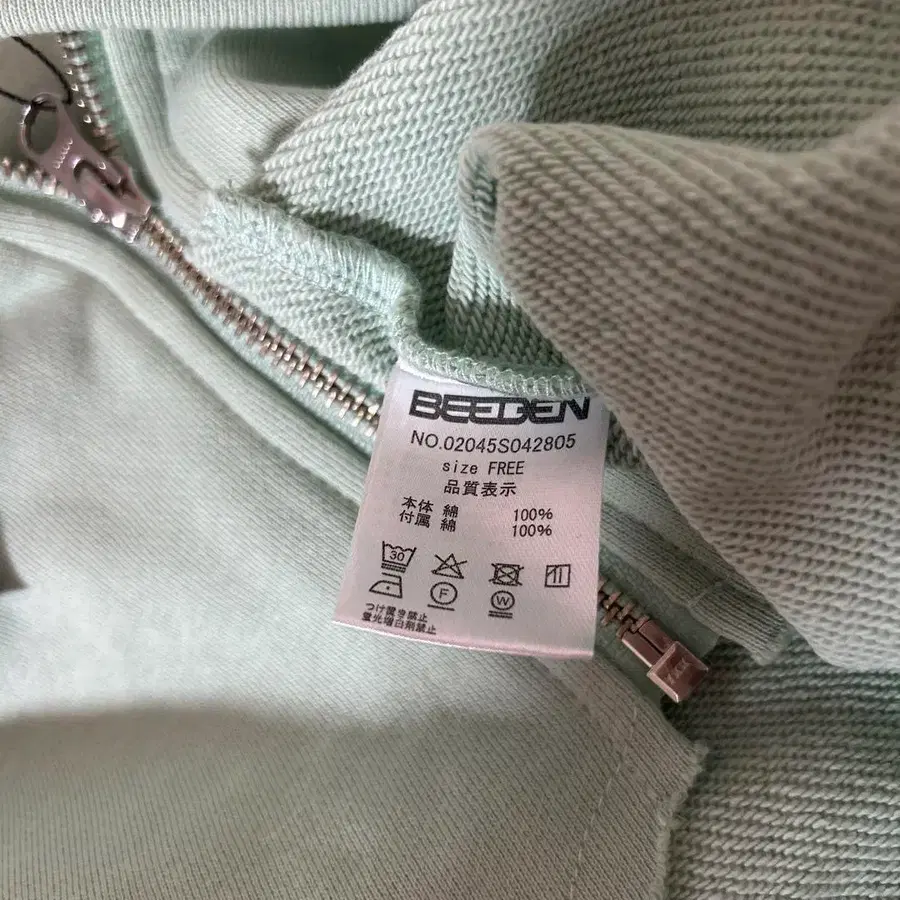 BEEDEN
NO.02045S042805
size FREE
品質表示
本体 綿 100%
付属 綿 100%
30
F
W
つけ置き禁止
蛍光増白剤禁止
YKK